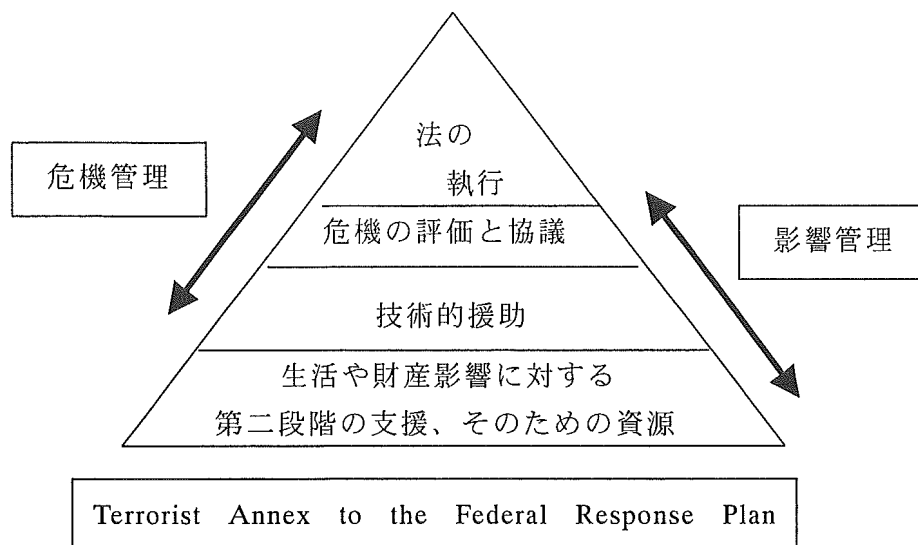 法の
執行
危機管理
危機の評価と協議
影響管理
技術的援助
生活や財産影響に対する
第二段階の支援、そのための資源
Terrorist Annex to the Federal Response Plan